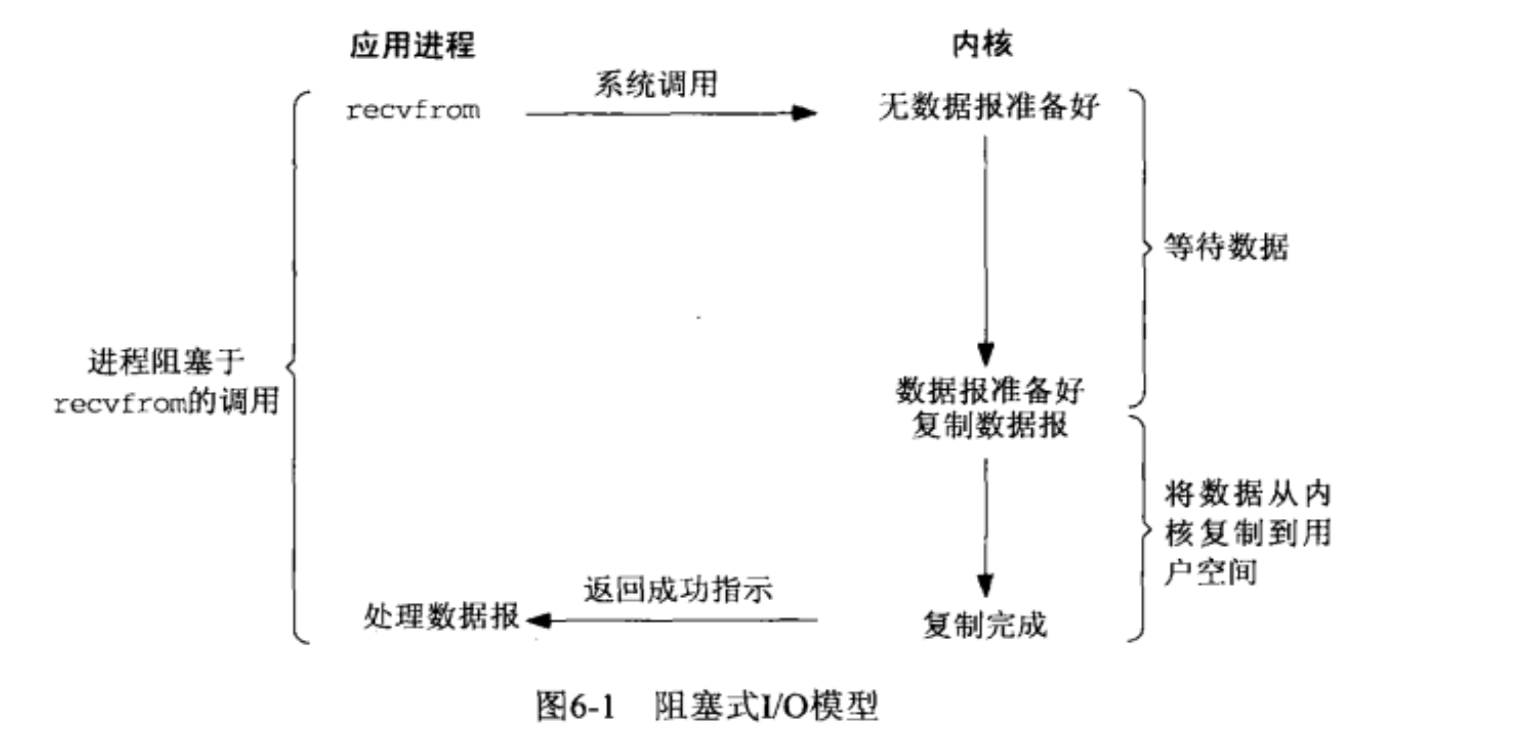 应用进程
内核
系统调用
recvfrom
无数据报准备好
等待数据
进程阻塞于
recvfrom的调用
数据报准备好
复制数据报
将数据从内
核复制到用
户空间
返回成功指示
处理数据报
复制完成
图6-1 阻塞式I/O模型